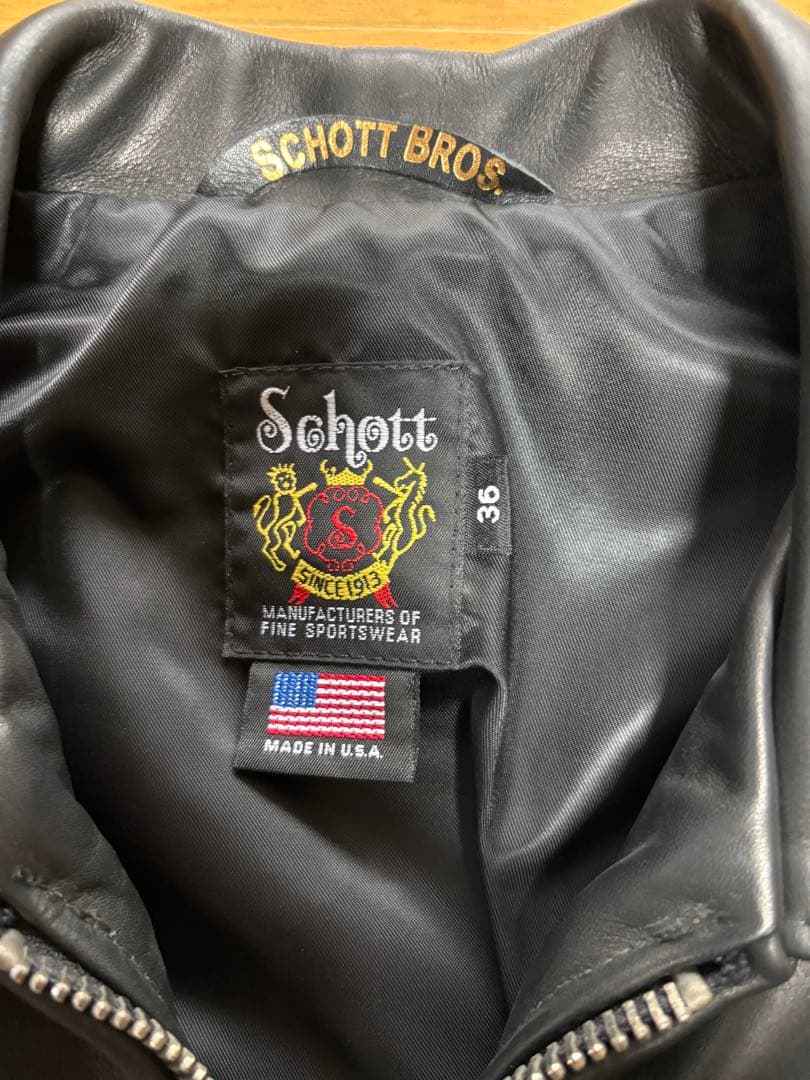 SCHOTT BROS.
Schott
S
SINCE 1913
MANUFACTURERS OF
FINE SPORTSWEAR
36
MADE IN U.S.A.